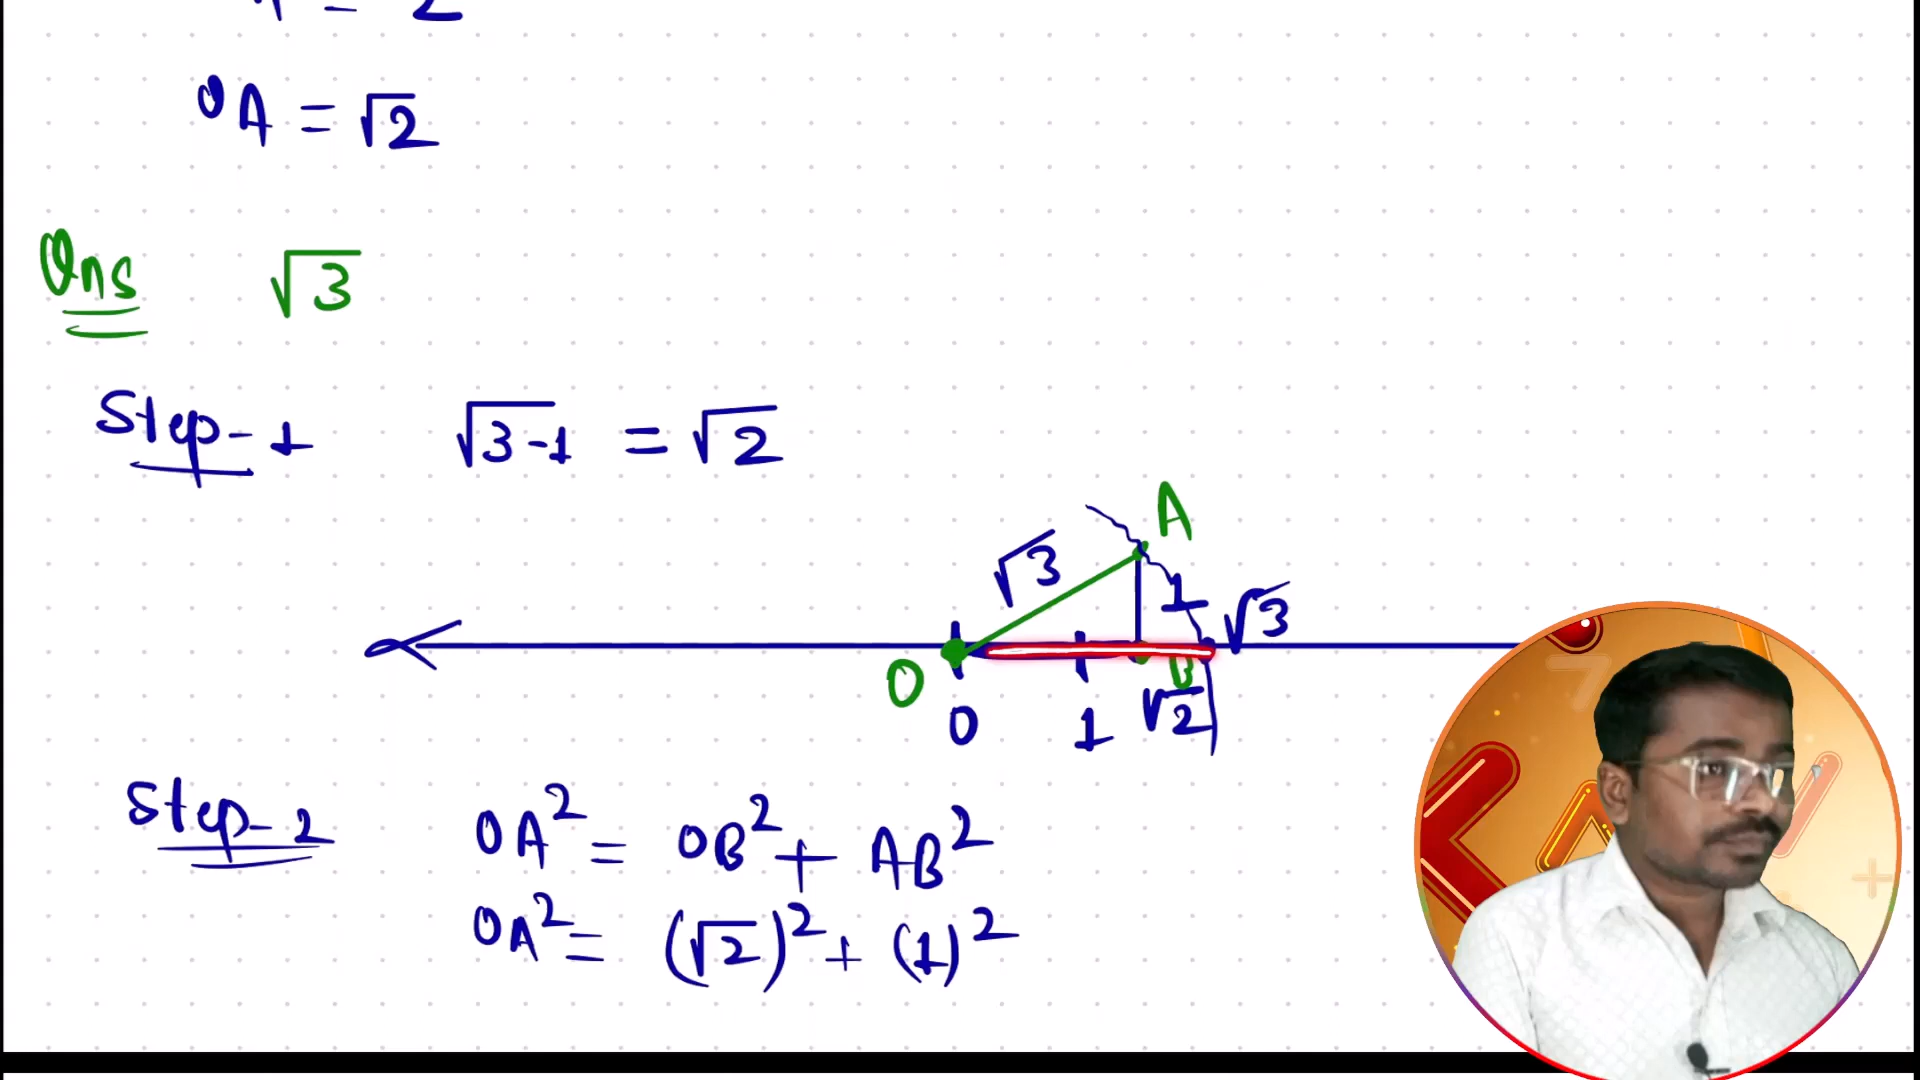 OA = √2
Qns √3
Step-1 √3-1 = √2
A
√3 1 √3
O B
0 1 √2
Step-2 OA² = OB² + AB²
OA² = (√2)² + (1)²